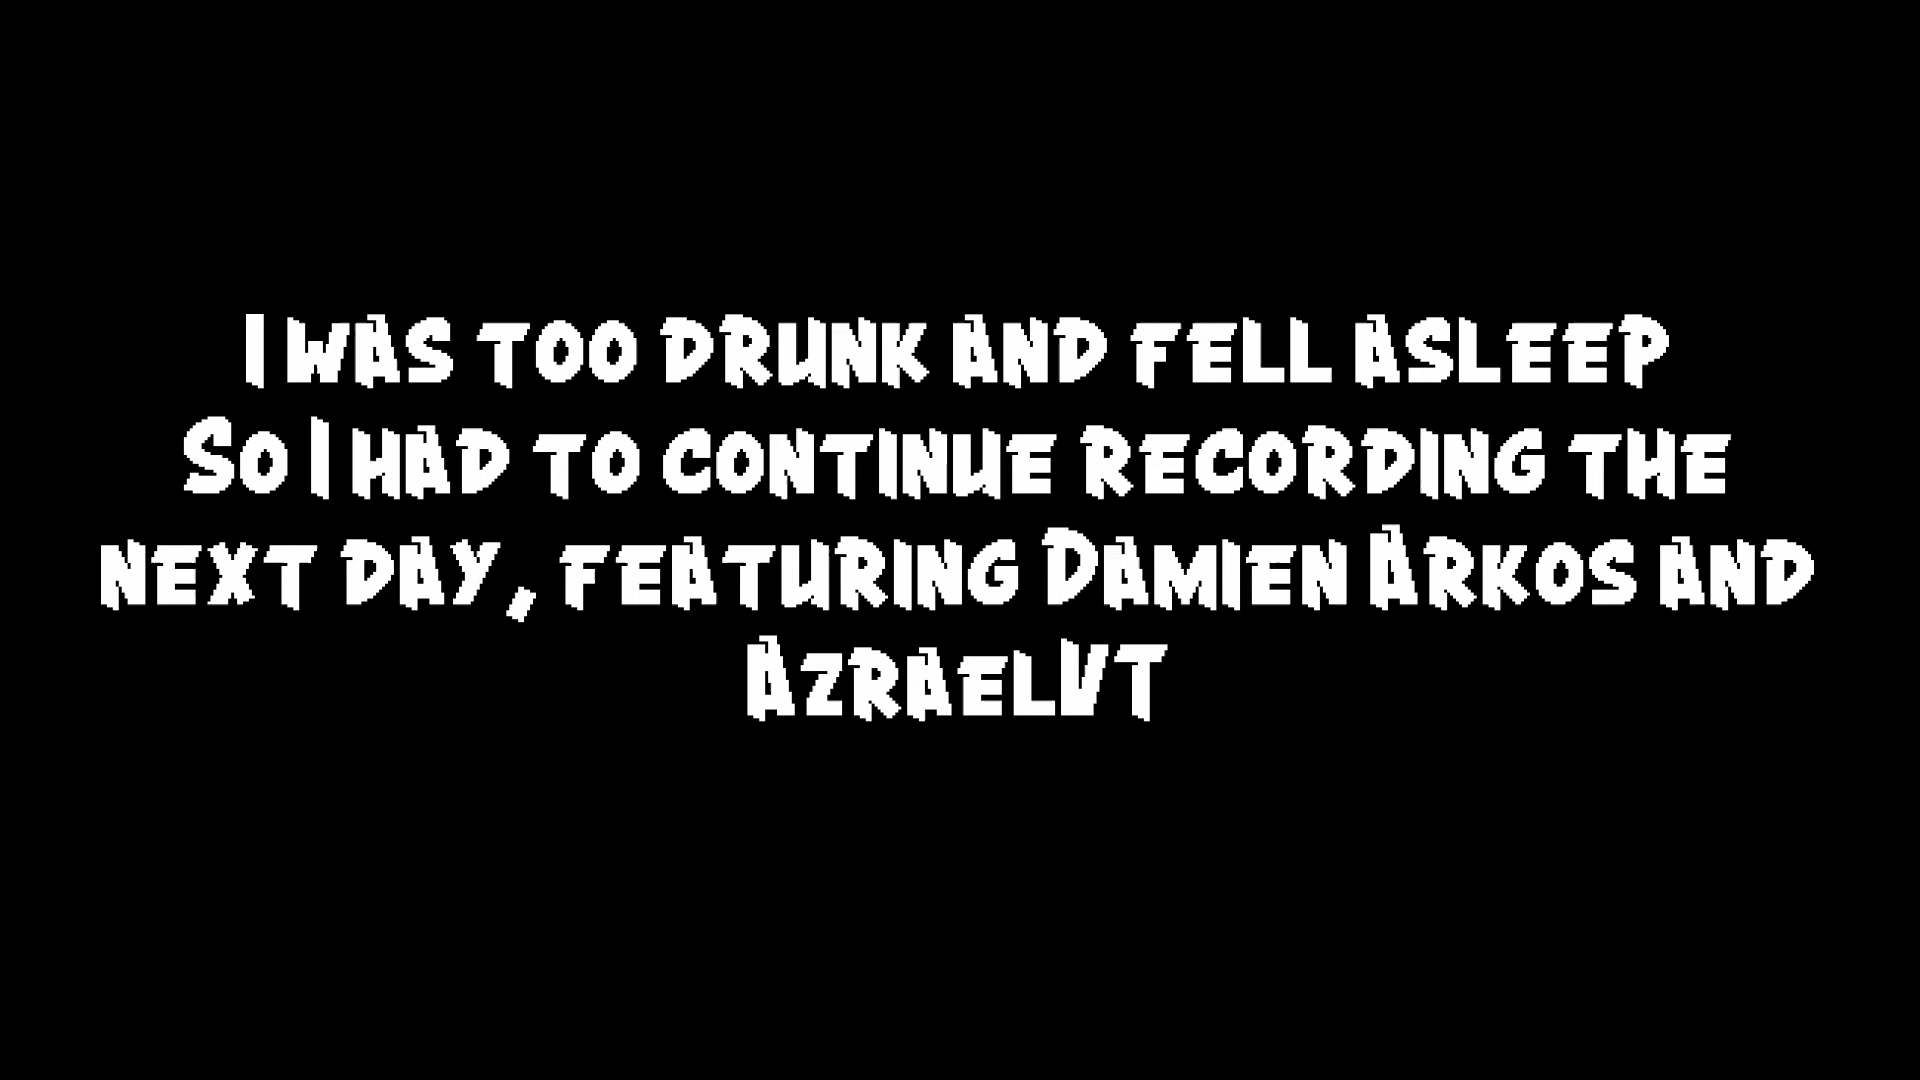 I was too drunk and fell asleep
So I had to continue recording the
next day, featuring Damien Arkos and
AzraelVT